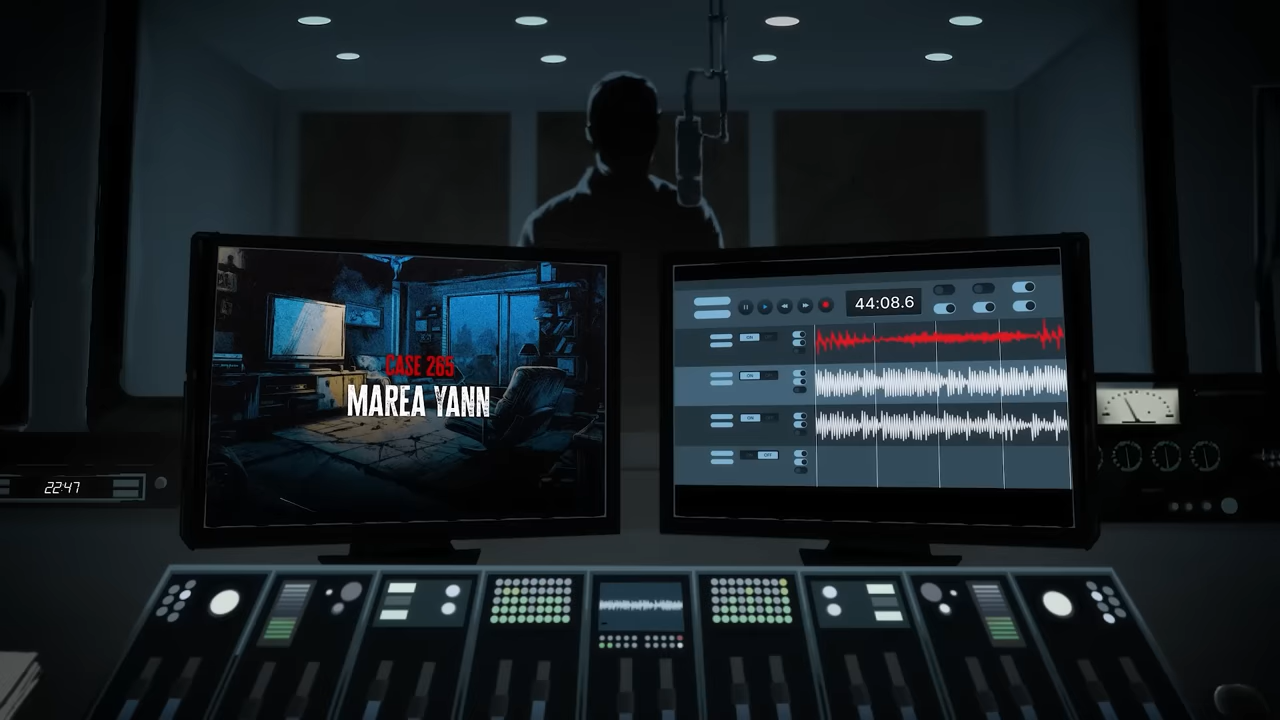 CASE 265
MAREA YANN
44:08.6
ON
ON
ON
OFF
22:47